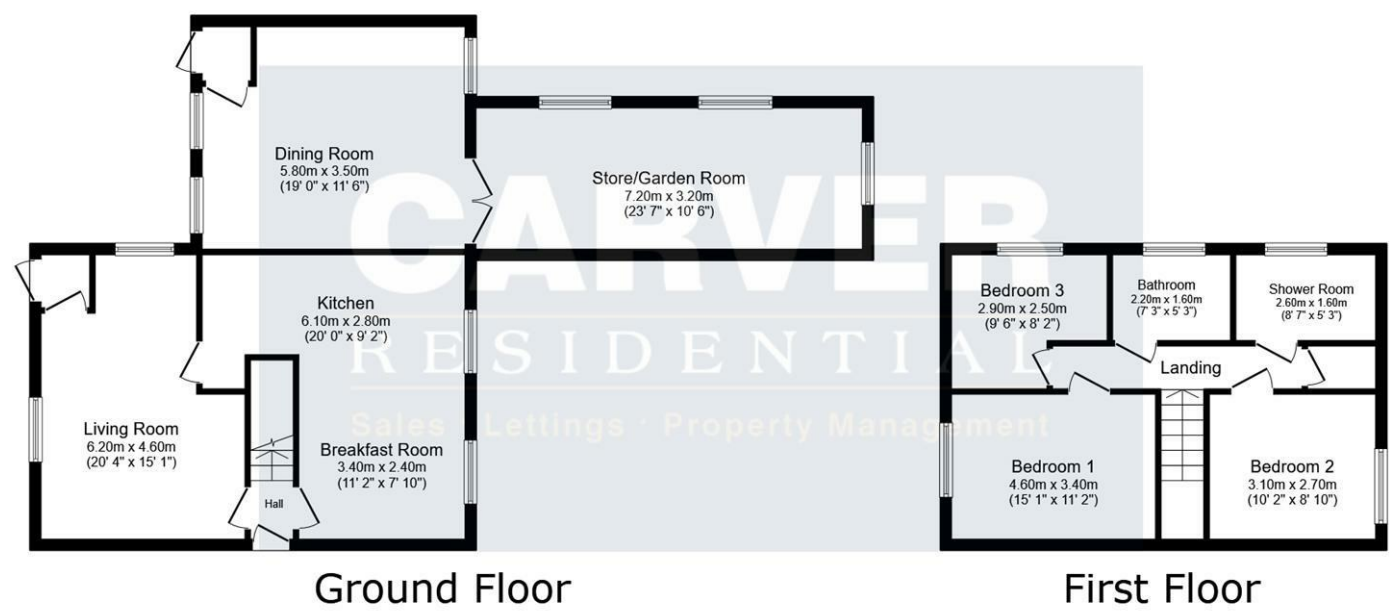 Dining Room
5.80m x 3.50m
(19' 0" x 11' 6")
Store/Garden Room
7.20m x 3.20m
(23' 7" x 10' 6")
Kitchen
6.10m x 2.80m
(20' 0" x 9' 2")
Living Room
6.20m x 4.60m
(20' 4" x 15' 1")
Breakfast Room
3.40m x 2.40m
(11' 2" x 7' 10")
Hall
Ground Floor
Bedroom 3
2.90m x 2.50m
(9' 6" x 8' 2")
Bathroom
2.20m x 1.60m
(7' 3" x 5' 3")
Shower Room
2.60m x 1.60m
(8' 7" x 5' 3")
Landing
Bedroom 1
4.60m x 3.40m
(15' 1" x 11' 2")
Bedroom 2
3.10m x 2.70m
(10' 2" x 8' 10")
First Floor
CARVER
RESIDENTIAL
Sales · Lettings · Property Management